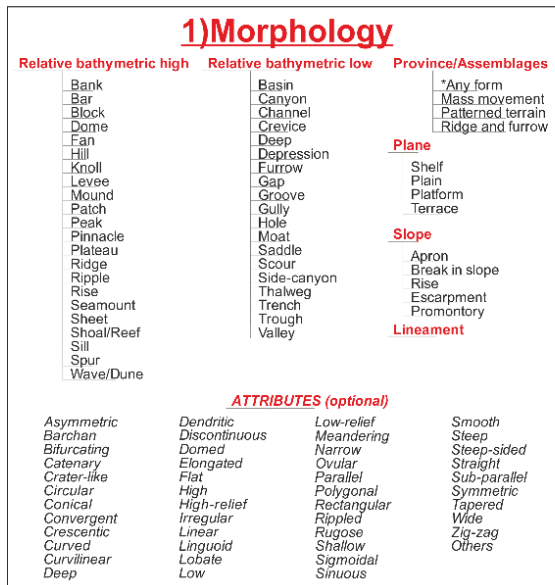 1)Morphology
Relative bathymetric high
Bank
Bar
Block
Dome
Fan
Hill
Knoll
Levee
Mound
Patch
Peak
Pinnacle
Plateau
Ridge
Ripple
Rise
Seamount
Sheet
Shoal/Reef
Sill
Spur
Wave/Dune
Relative bathymetric low
Basin
Canyon
Channel
Crevice
Deep
Depression
Furrow
Gap
Groove
Gully
Hole
Moat
Saddle
Scour
Side-canyon
Thalweg
Trench
Trough
Valley
Province/Assemblages
*Any form
Mass movement
Patterned terrain
Ridge and furrow
Plane
Shelf
Plain
Platform
Terrace
Slope
Apron
Break in slope
Rise
Escarpment
Promontory
Lineament
ATTRIBUTES (optional)
Asymmetric
Barchan
Bifurcating
Catenary
Crater-like
Circular
Conical
Convergent
Crescentic
Curved
Curvilinear
Deep
Dendritic
Discontinuous
Domed
Elongated
Flat
High
High-relief
Irregular
Linear
Linguoid
Lobate
Low
Low-relief
Meandering
Narrow
Ovular
Parallel
Polygonal
Rectangular
Rippled
Rugose
Shallow
Sigmoidal
Sinuous
Smooth
Steep
Steep-sided
Straight
Sub-parallel
Symmetric
Tapered
Wide
Zig-zag
Others